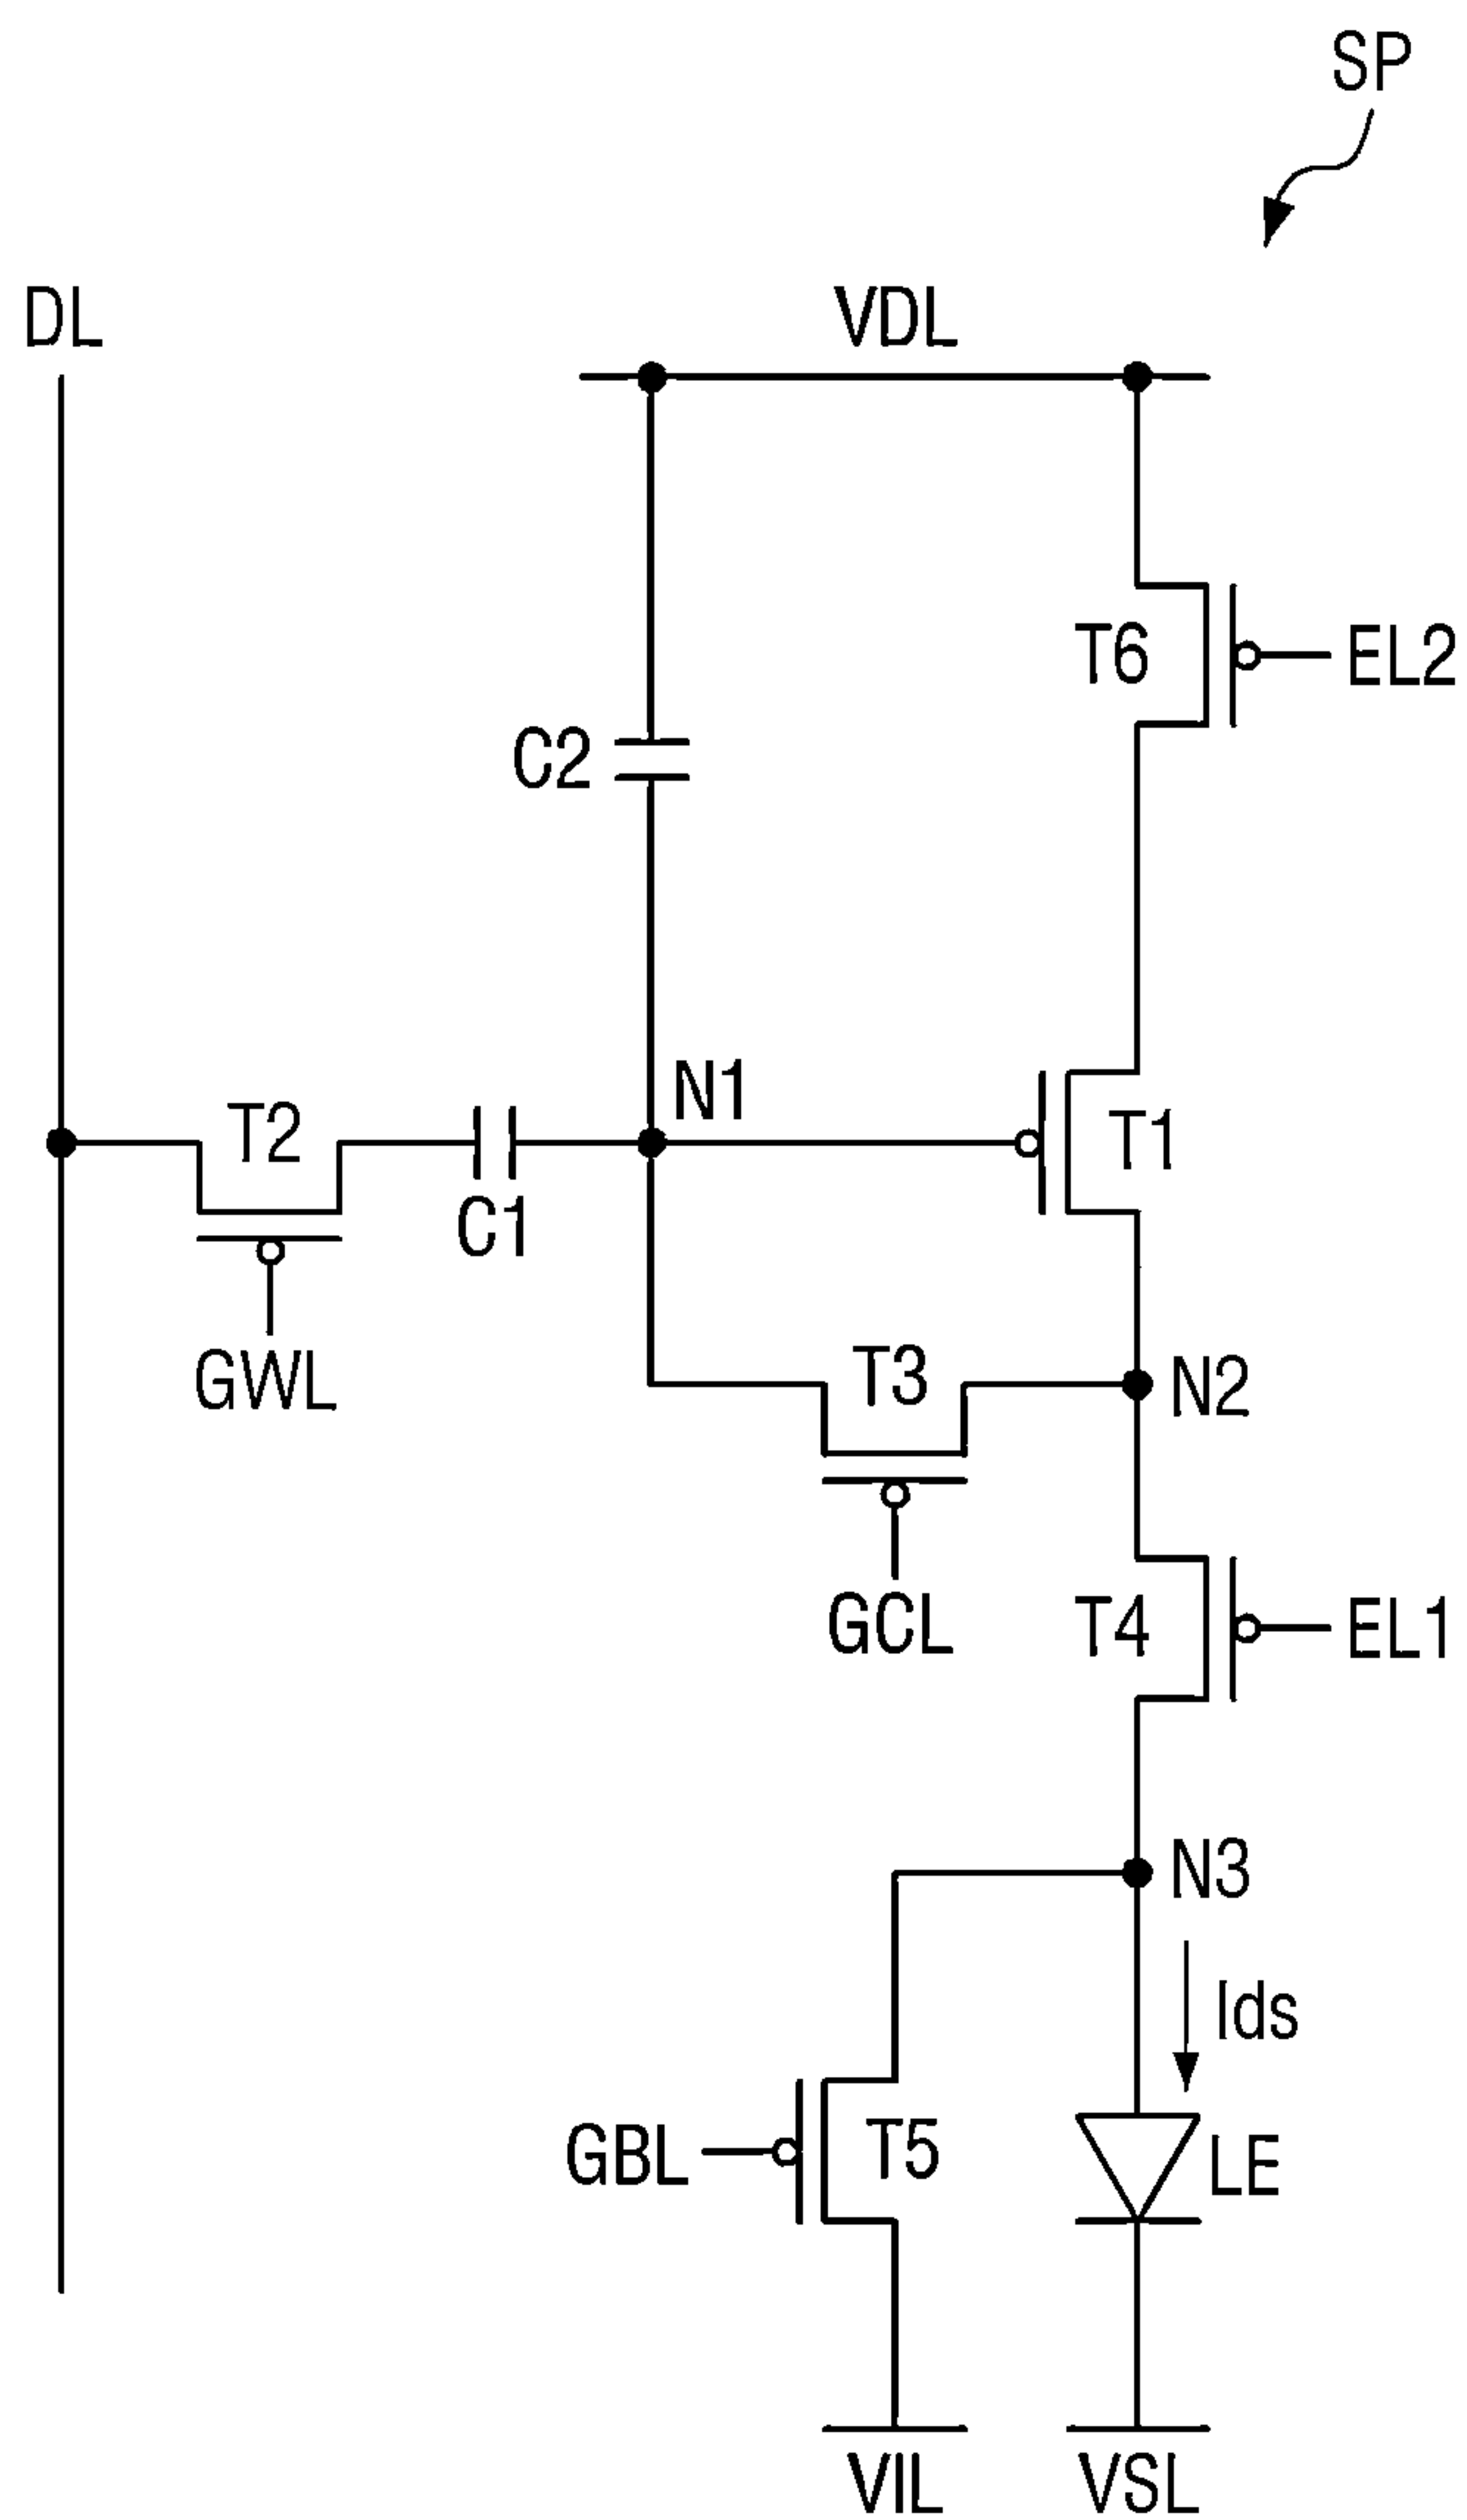 SP
DL
VDL
T6
EL2
C2
N1
T2
T1
C1
GWL
T3
N2
GCL
T4
EL1
N3
Ids
GBL
T5
LE
VIL
VSL